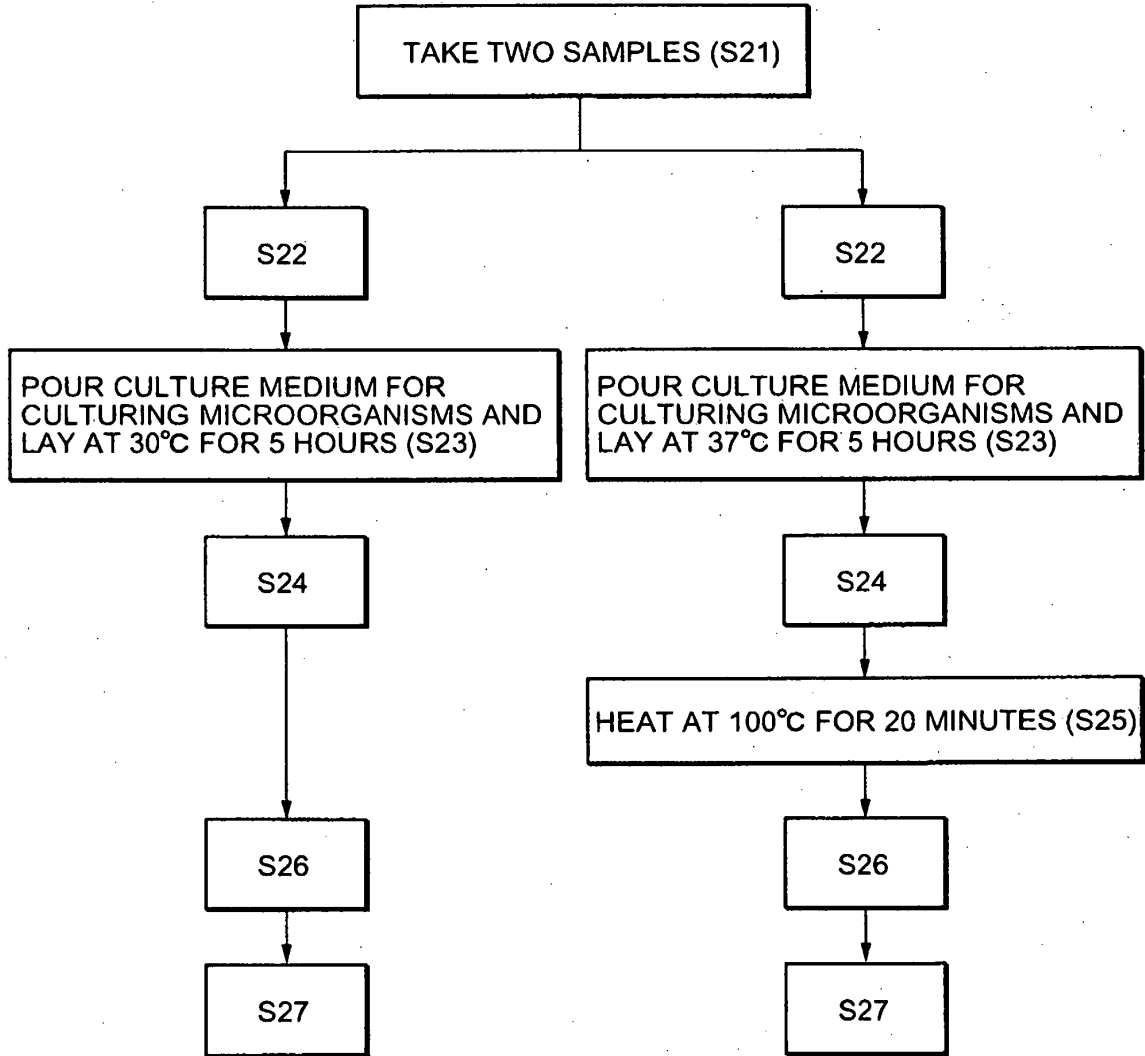 TAKE TWO SAMPLES (S21)
S22
S22
POUR CULTURE MEDIUM FOR
CULTURING MICROORGANISMS AND
LAY AT 30°C FOR 5 HOURS (S23)
POUR CULTURE MEDIUM FOR
CULTURING MICROORGANISMS AND
LAY AT 37°C FOR 5 HOURS (S23)
S24
S24
HEAT AT 100°C FOR 20 MINUTES (S25)
S26
S26
S27
S27